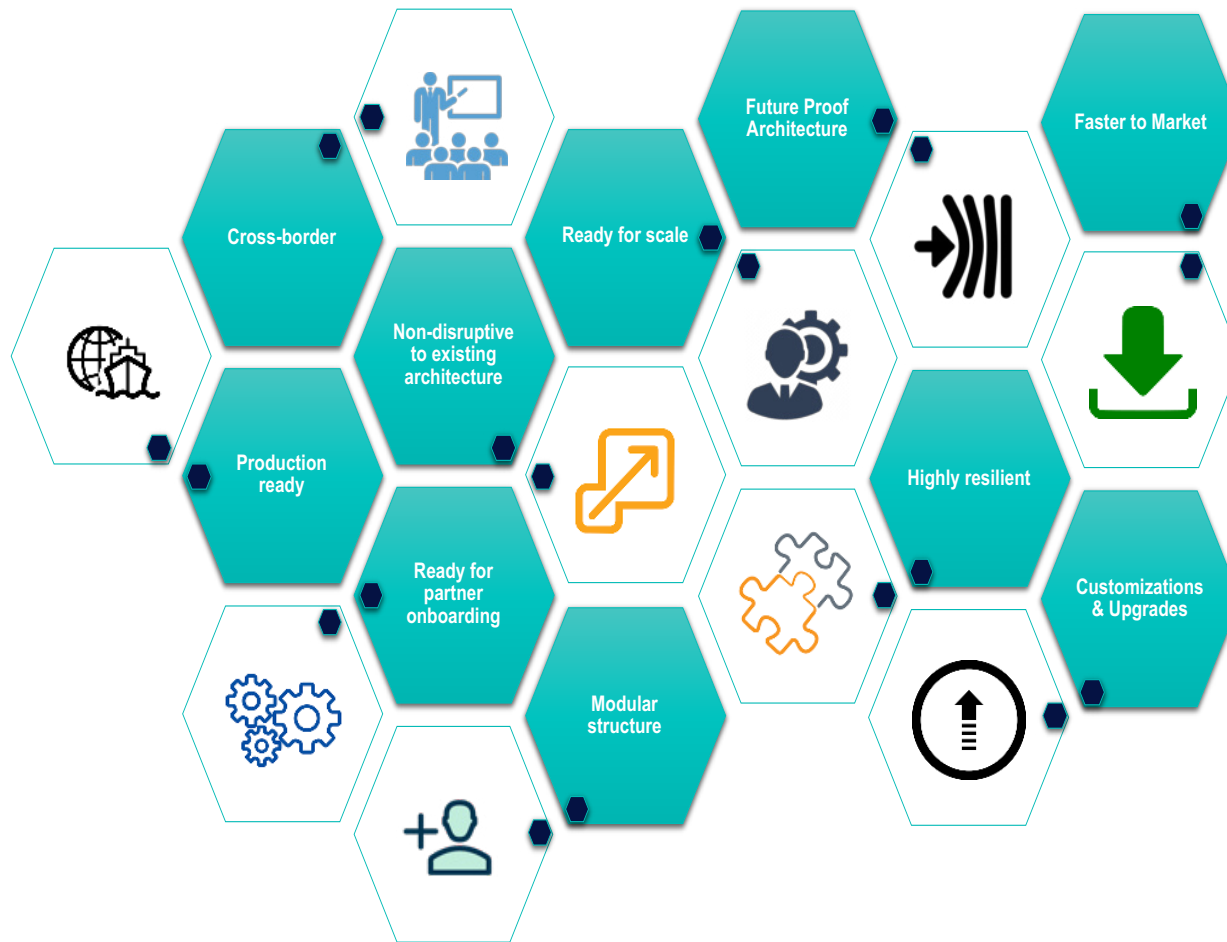 Future Proof
Architecture
Faster to Market
Cross-border
Ready for scale
Non-disruptive
to existing
architecture
Production
ready
Highly resilient
Ready for
partner
onboarding
Customizations
& Upgrades
Modular
structure